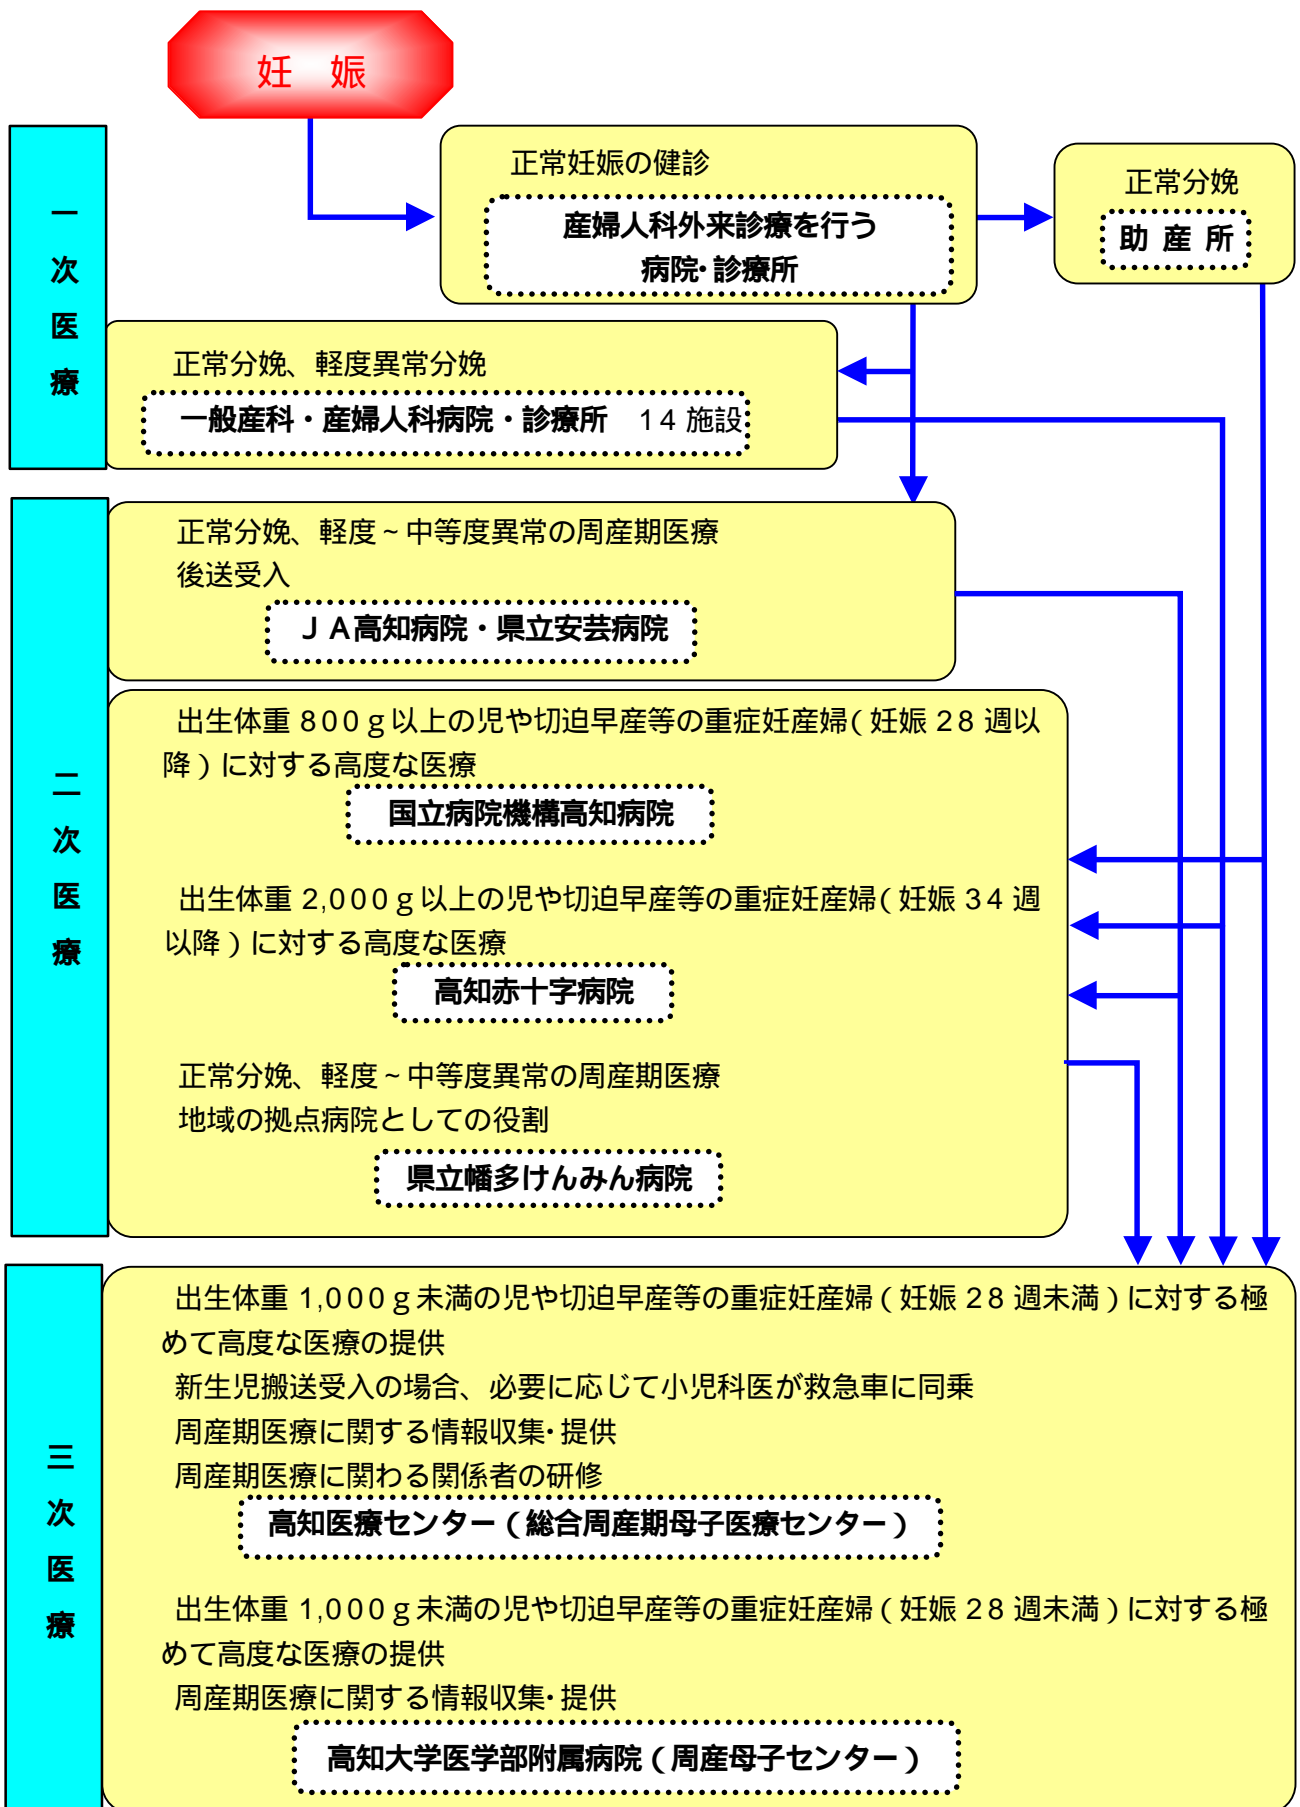 妊 娠
一次医療
正常妊娠の健診
産婦人科外来診療を行う
病院・診療所
正常分娩
助 産 所
正常分娩、軽度異常分娩
一般産科・産婦人科病院・診療所 14施設
二次医療
正常分娩、軽度~中等度異常の周産期医療
後送受入
JA高知病院・県立安芸病院
出生体重 800g以上の児や切迫早産等の重症妊産婦(妊娠 28 週以
降)に対する高度な医療
国立病院機構高知病院
出生体重 2,000g以上の児や切迫早産等の重症妊産婦(妊娠 34 週
以降)に対する高度な医療
高知赤十字病院
正常分娩、軽度~中等度異常の周産期医療
地域の拠点病院としての役割
県立幡多けんみん病院
三次医療
出生体重 1,000g未満の児や切迫早産等の重症妊産婦(妊娠 28 週未満)に対する極
めて高度な医療の提供
新生児搬送受入の場合、必要に応じて小児科医が救急車に同乗
周産期医療に関する情報収集・提供
周産期医療に関わる関係者の研修
高知医療センター(総合周産期母子医療センター)
出生体重 1,000g未満の児や切迫早産等の重症妊産婦(妊娠 28 週未満)に対する極
めて高度な医療の提供
周産期医療に関する情報収集・提供
高知大学医学部附属病院(周産母子センター)